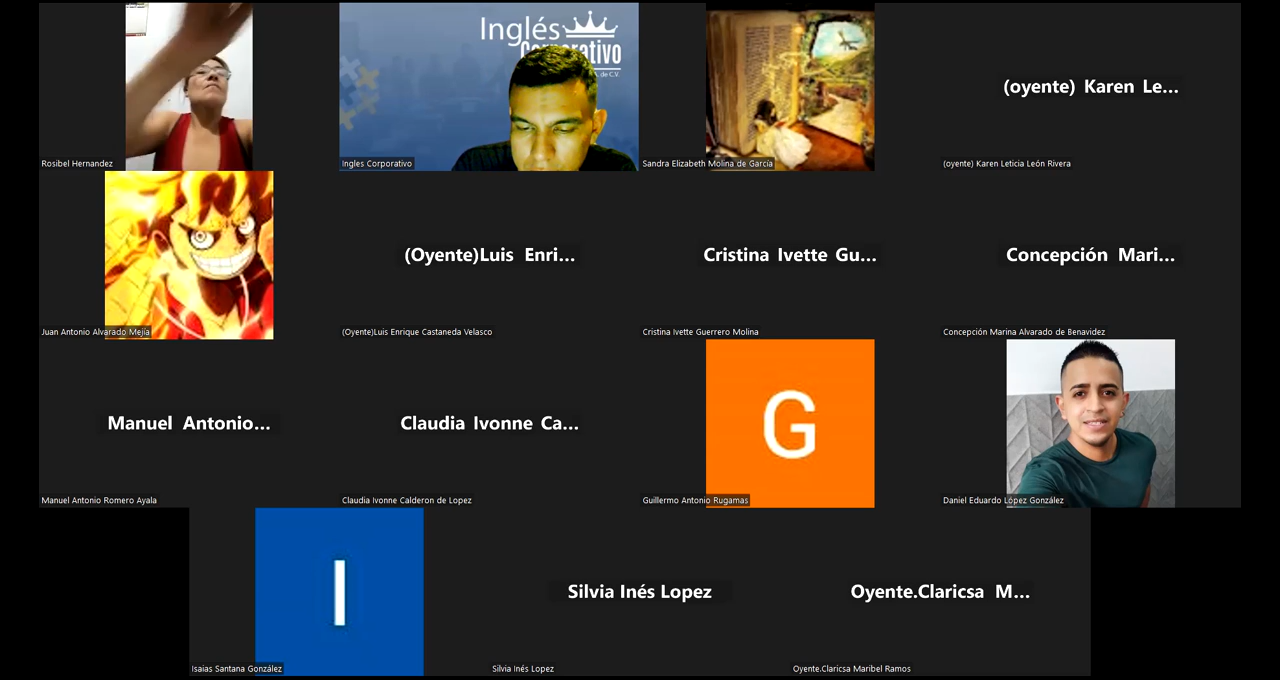 Inglés
Corporativo
. de C.V.
(oyente) Karen Le...
Rosibel Hernandez
Ingles Corporativo
Sandra Elizabeth Molina de García
(oyente) Karen Leticia León Rivera
(Oyente)Luis Enri...
Cristina Ivette Gu...
Concepción Mari...
Juan Antonio Alvarado Mejía
(Oyente)Luis Enrique Castaneda Velasco
Cristina Ivette Guerrero Molina
Concepción Marina Alvarado de Benavidez
Manuel Antonio...
Claudia Ivonne Ca...
G
Manuel Antonio Romero Ayala
Claudia Ivonne Calderon de Lopez
Guillermo Antonio Rugamas
Daniel Eduardo López González
I
Silvia Inés Lopez
Oyente.Claricsa M...
Isaias Santana González
Silvia Inés Lopez
Oyente.Claricsa Maribel Ramos